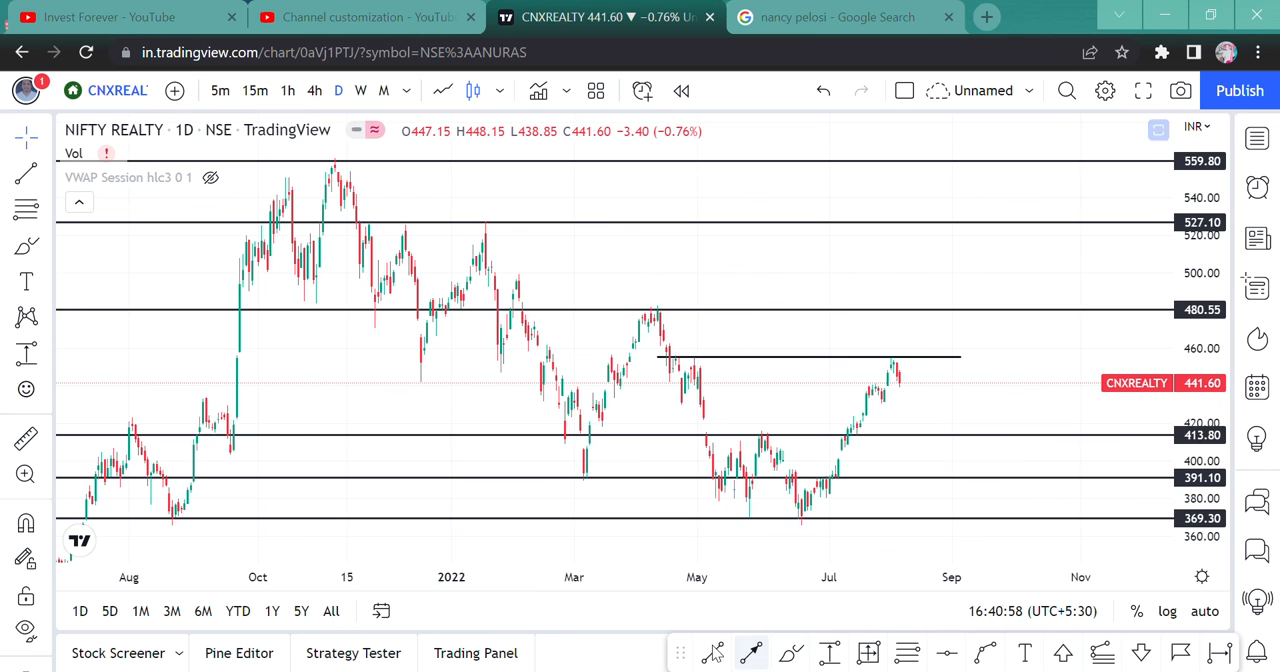 Invest Forever - YouTube
Channel customization - YouTub
CNXREALTY 441.60 ▼ −0.76% Un
nancy pelosi - Google Search
in.tradingview.com/chart/0aVj1PTJ/?symbol=NSE%3AANURAS
1
CNXREAL
5m 15m 1h 4h D W M
Unnamed
Publish
NIFTY REALTY · 1D · NSE · TradingView
O447.15 H448.15 L438.85 C441.60 −3.40 (−0.76%)
INR
Vol
VWAP Session hlc3 0 1
559.80
540.00
527.10
520.00
500.00
480.55
460.00
CNXREALTY 441.60
420.00
413.80
400.00
391.10
380.00
369.30
360.00
Aug Oct 15 2022 Mar May Jul Sep Nov
1D 5D 1M 3M 6M YTD 1Y 5Y All
16:40:58 (UTC+5:30) % log auto
Stock Screener Pine Editor Strategy Tester Trading Panel